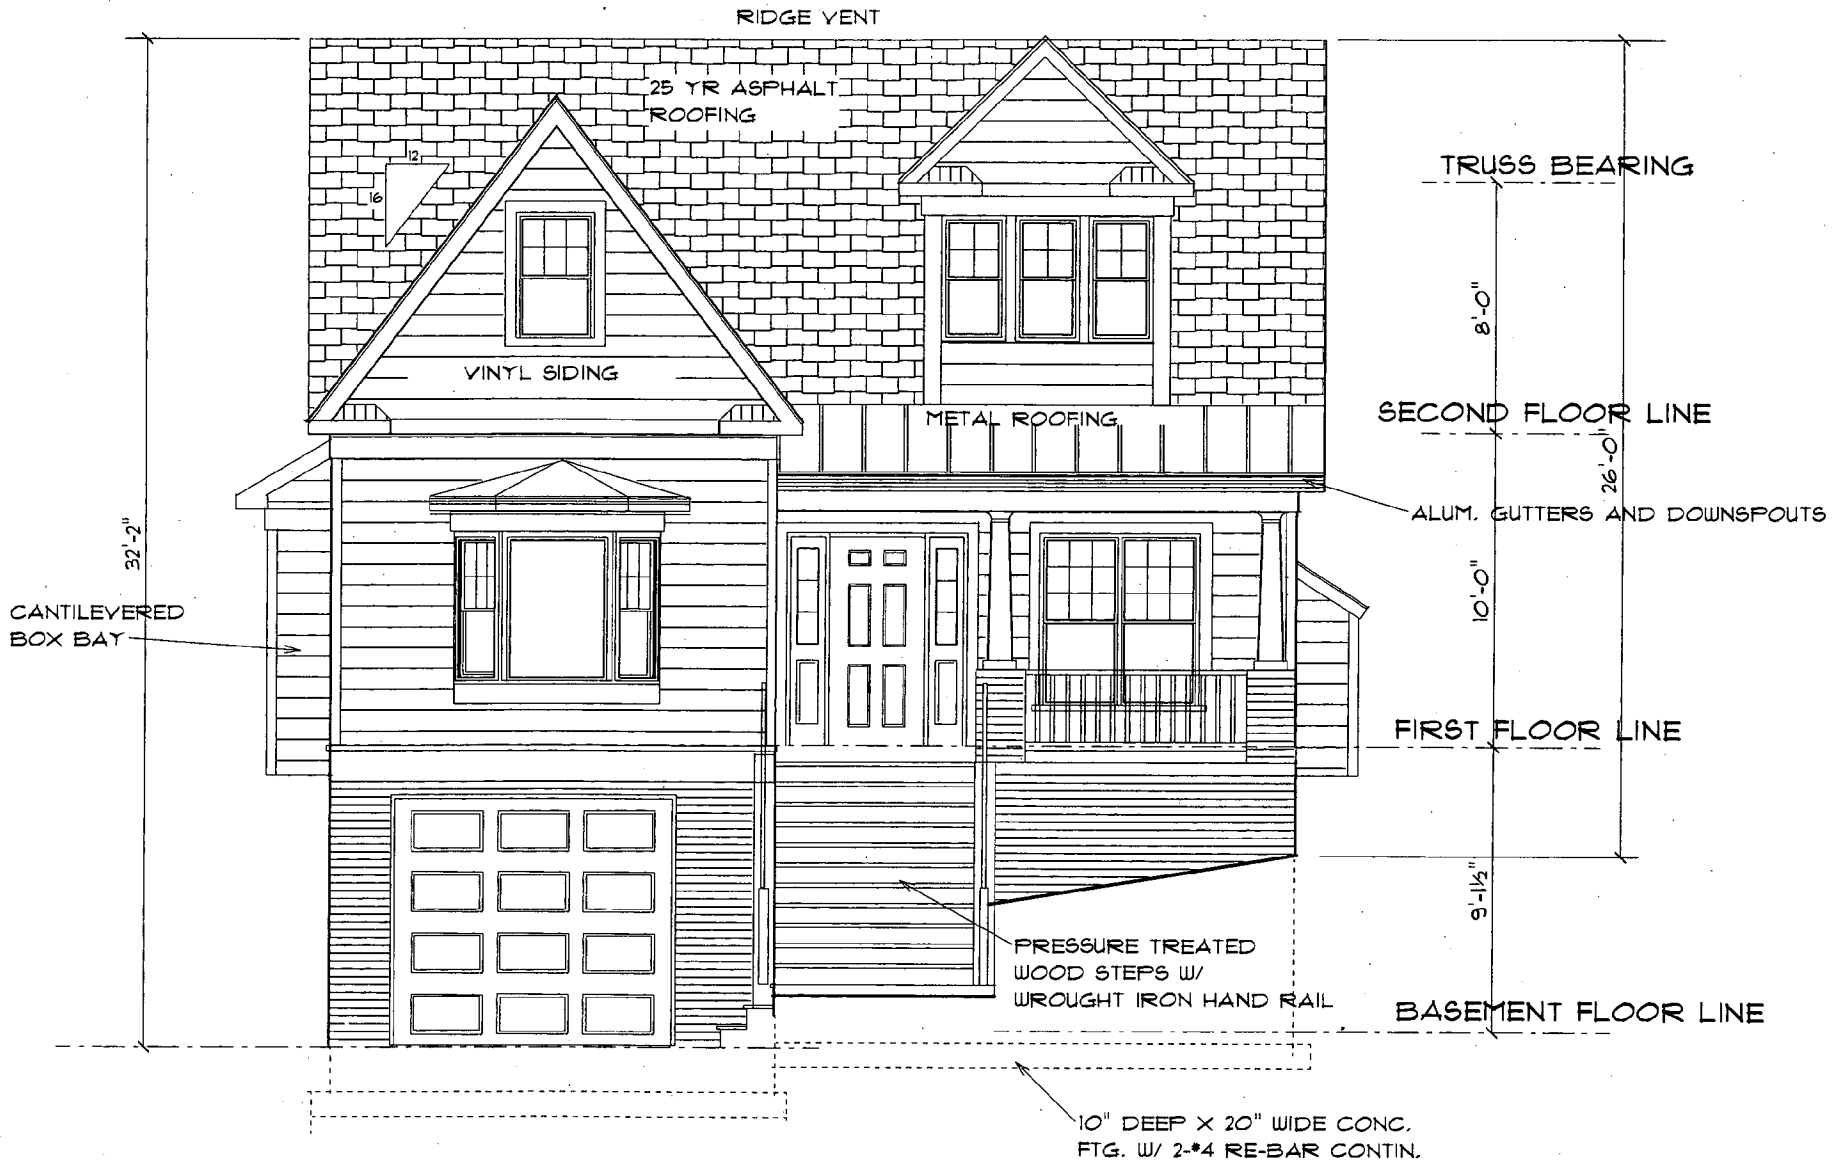 RIDGE VENT
25 YR ASPHALT
ROOFING
12
16
TRUSS BEARING
8'-0"
VINYL SIDING
METAL ROOFING
SECOND FLOOR LINE
26'-0"
ALUM. GUTTERS AND DOWNSPOUTS
32'-2"
10'-0"
CANTILEVERED
BOX BAY
FIRST FLOOR LINE
9'-1½"
PRESSURE TREATED
WOOD STEPS W/
WROUGHT IRON HAND RAIL
BASEMENT FLOOR LINE
10" DEEP X 20" WIDE CONC.
FTG. W/ 2-#4 RE-BAR CONTIN.